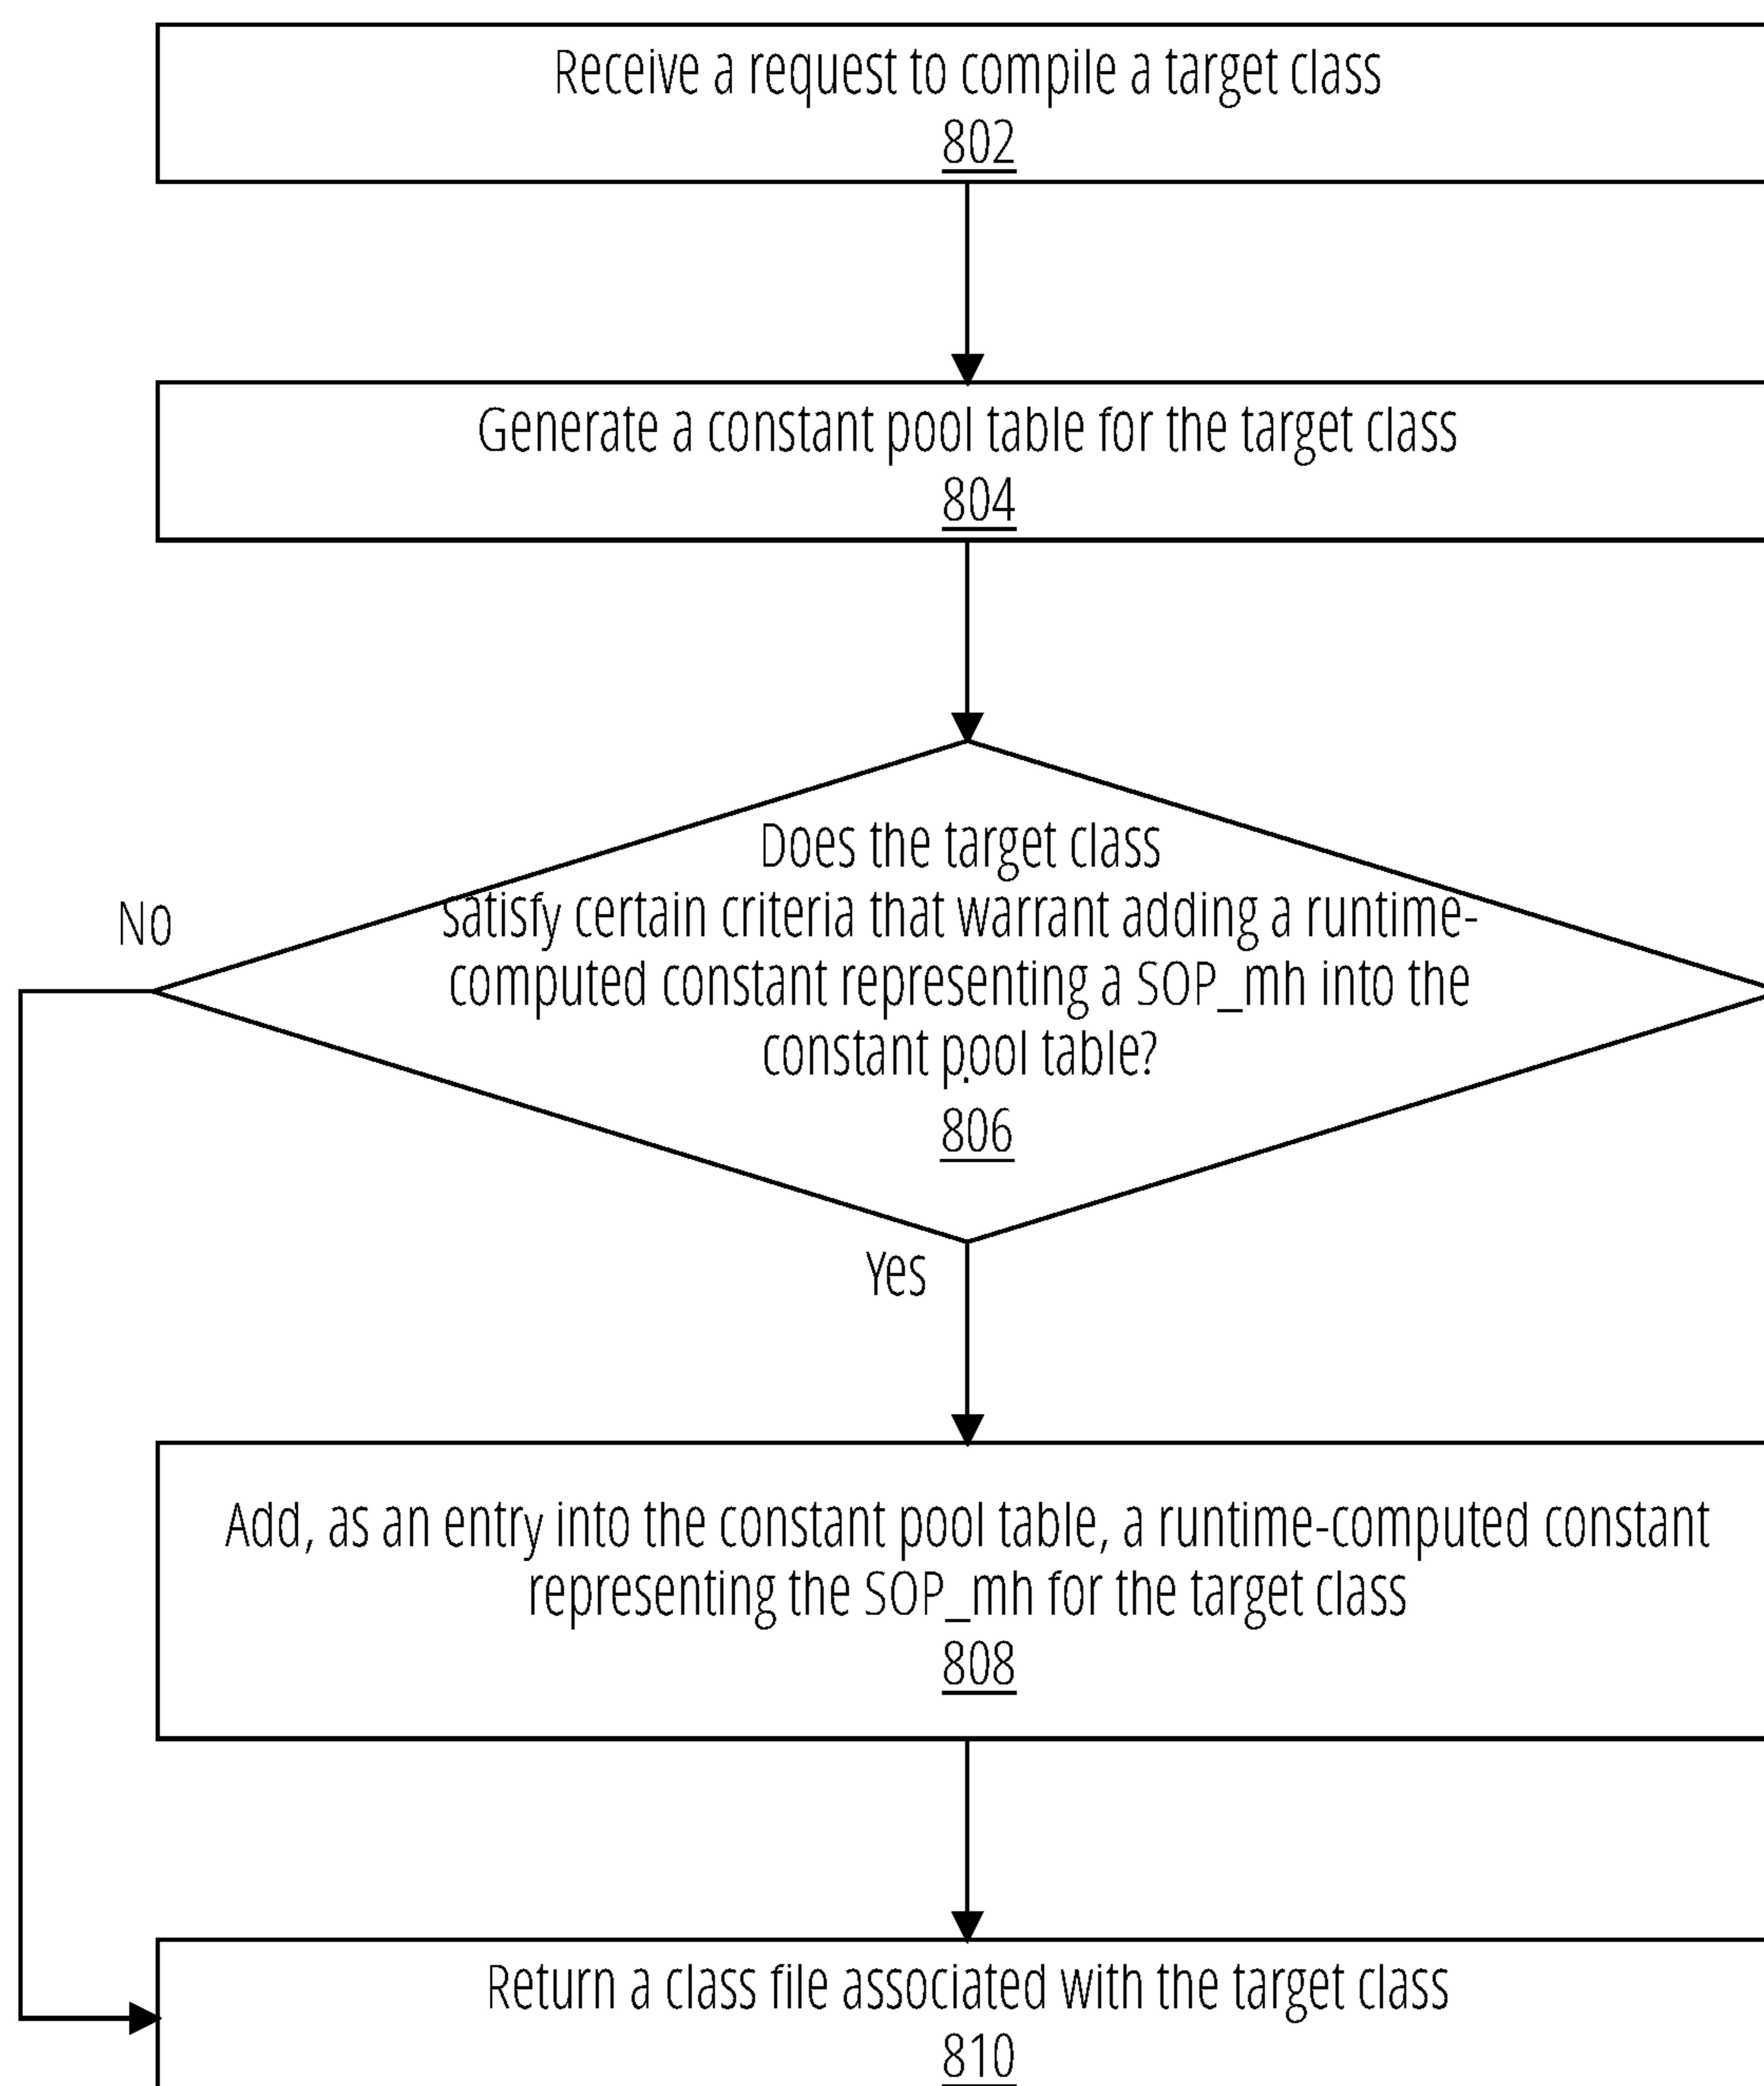 Receive a request to compile a target class
802
Generate a constant pool table for the target class
804
Does the target class
satisfy certain criteria that warrant adding a runtime-
computed constant representing a SOP_mh into the
constant pool table?
806
No
Yes
Add, as an entry into the constant pool table, a runtime-computed constant
representing the SOP_mh for the target class
808
Return a class file associated with the target class
810